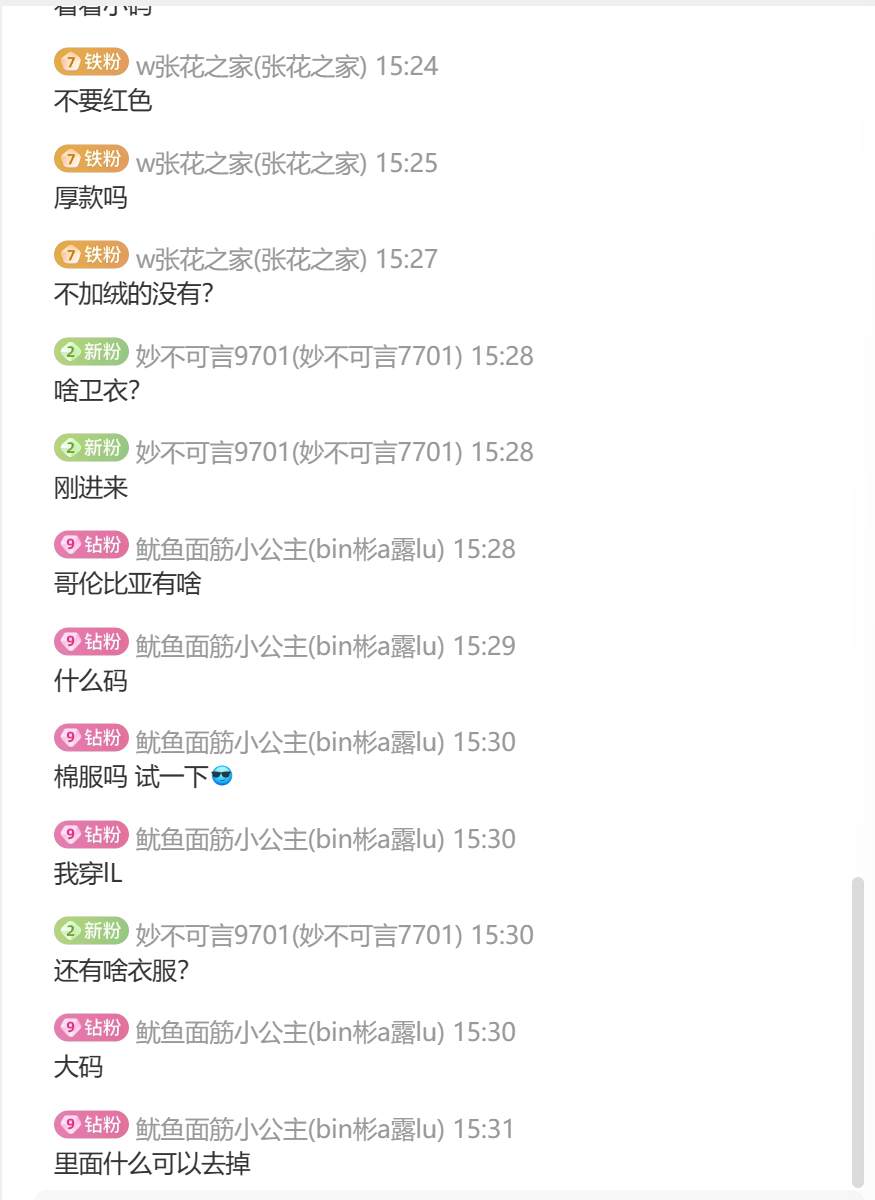 看看小码
7 铁粉 w张花之家(张花之家) 15:24
不要红色
7 铁粉 w张花之家(张花之家) 15:25
厚款吗
7 铁粉 w张花之家(张花之家) 15:27
不加绒的没有?
2 新粉 妙不可言9701(妙不可言7701) 15:28
啥卫衣?
2 新粉 妙不可言9701(妙不可言7701) 15:28
刚进来
9 钻粉 鱿鱼面筋小公主(bin彬a露lu) 15:28
哥伦比亚有啥
9 钻粉 鱿鱼面筋小公主(bin彬a露lu) 15:29
什么码
9 钻粉 鱿鱼面筋小公主(bin彬a露lu) 15:30
棉服吗 试一下😎
9 钻粉 鱿鱼面筋小公主(bin彬a露lu) 15:30
我穿lL
2 新粉 妙不可言9701(妙不可言7701) 15:30
还有啥衣服?
9 钻粉 鱿鱼面筋小公主(bin彬a露lu) 15:30
大码
9 钻粉 鱿鱼面筋小公主(bin彬a露lu) 15:31
里面什么可以去掉